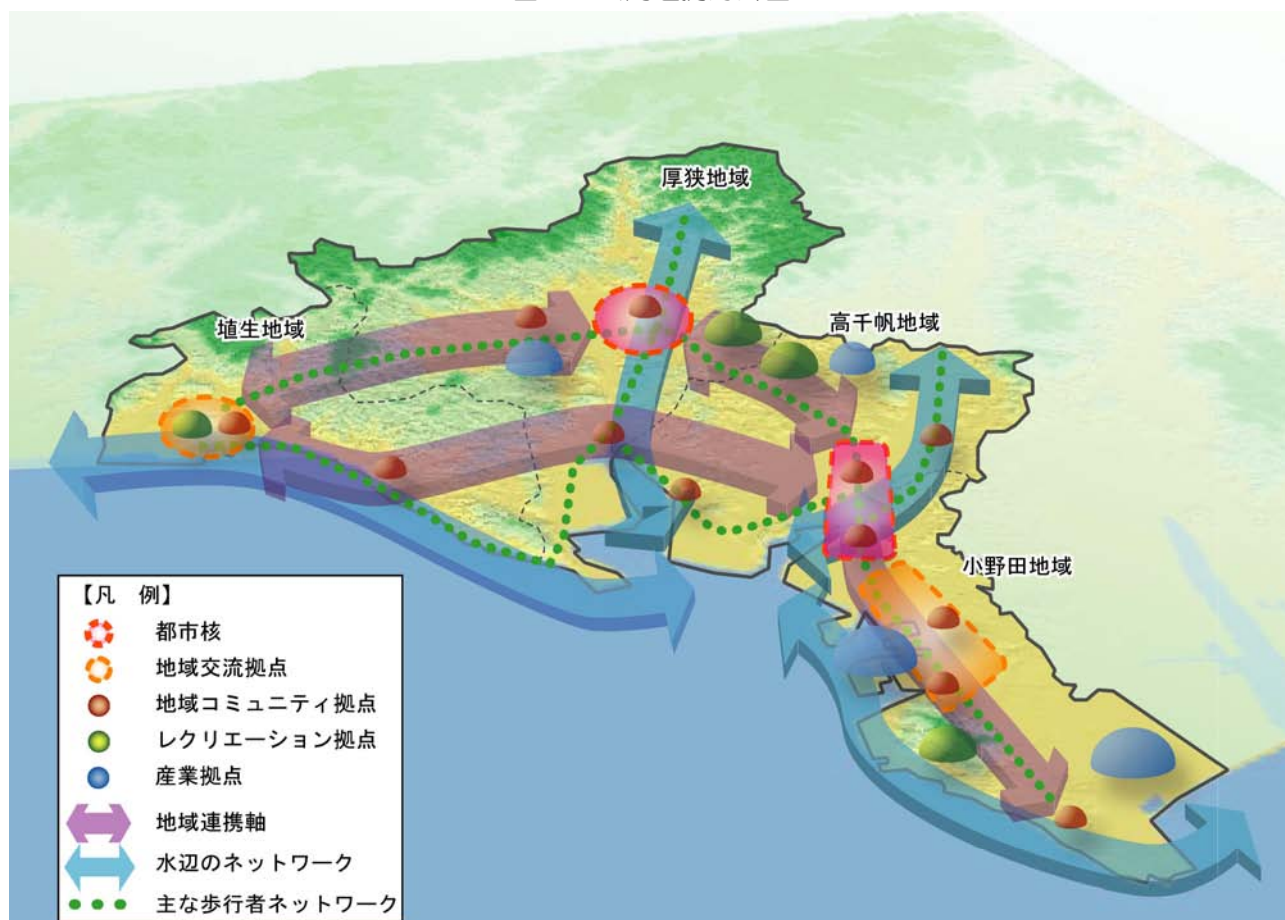 厚狭地域
埴生地域
高千帆地域
小野田地域
【凡　例】
都市核
地域交流拠点
地域コミュニティ拠点
レクリエーション拠点
産業拠点
地域連携軸
水辺のネットワーク
主な歩行者ネットワーク